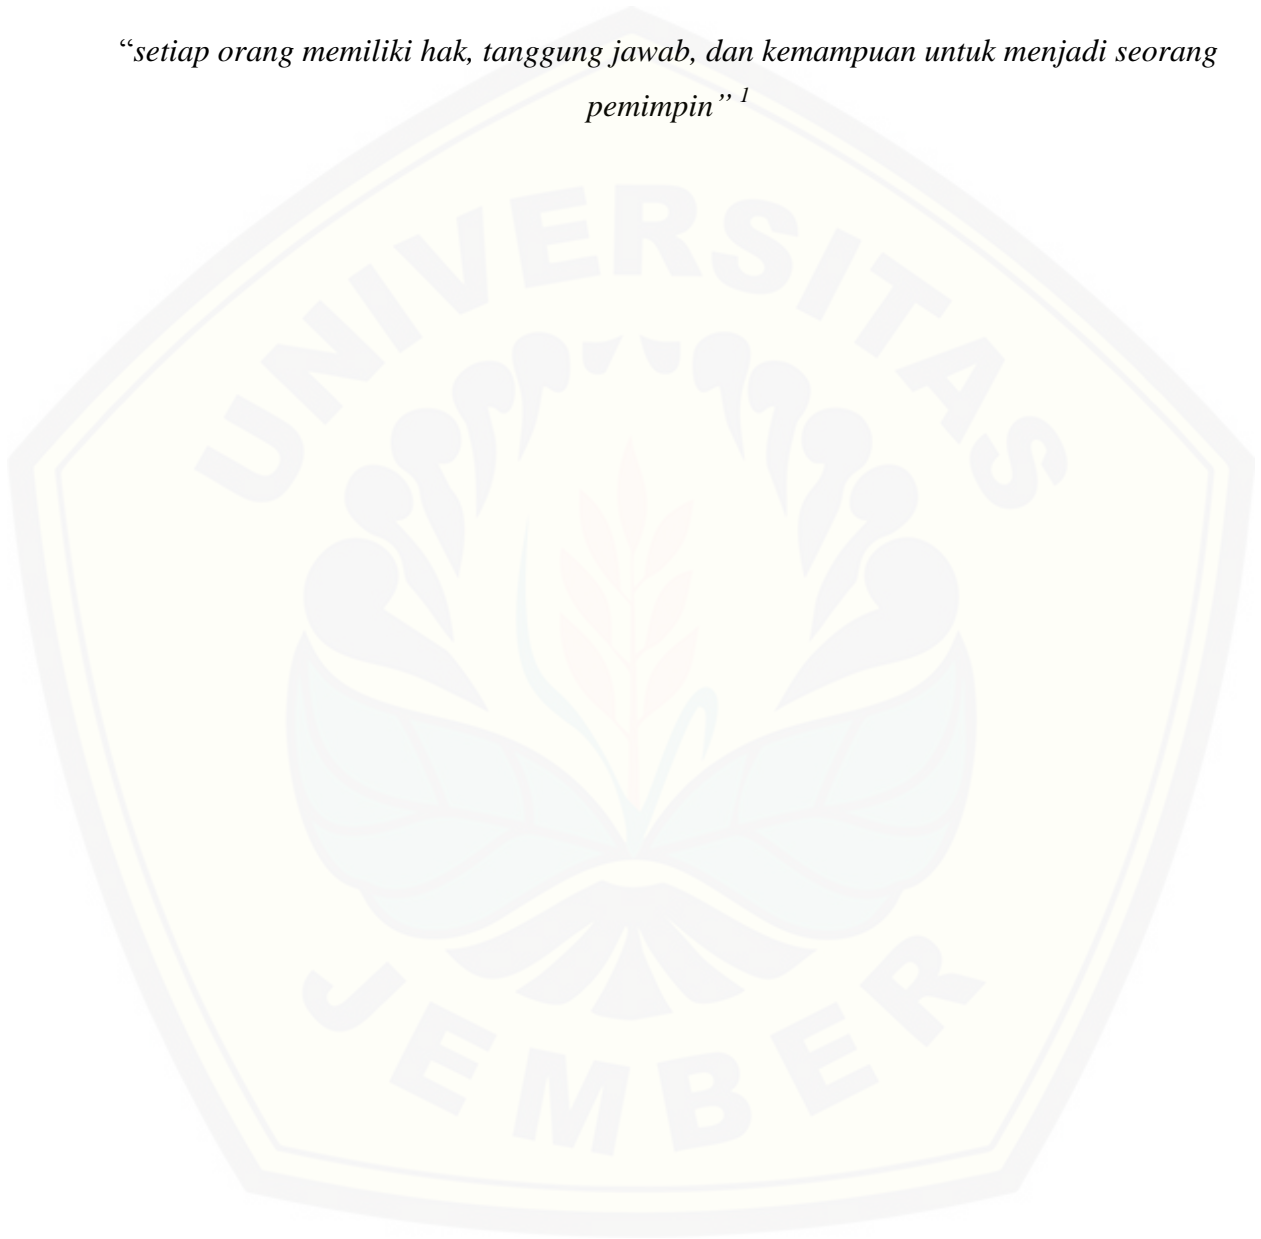 “setiap orang memiliki hak, tanggung jawab, dan kemampuan untuk menjadi seorang
pemimpin” 1
UNIVERSITAS
JEMBER